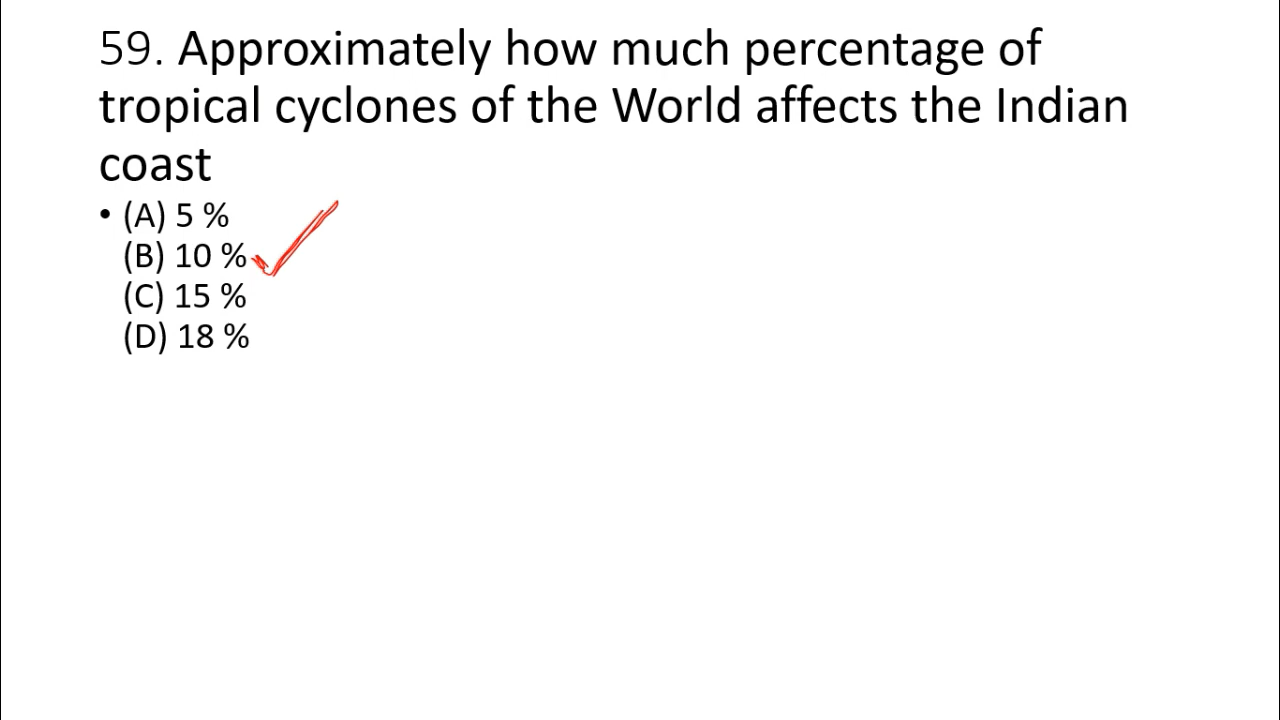 59. Approximately how much percentage of
tropical cyclones of the World affects the Indian
coast
• (A) 5 %
(B) 10 %
(C) 15 %
(D) 18 %